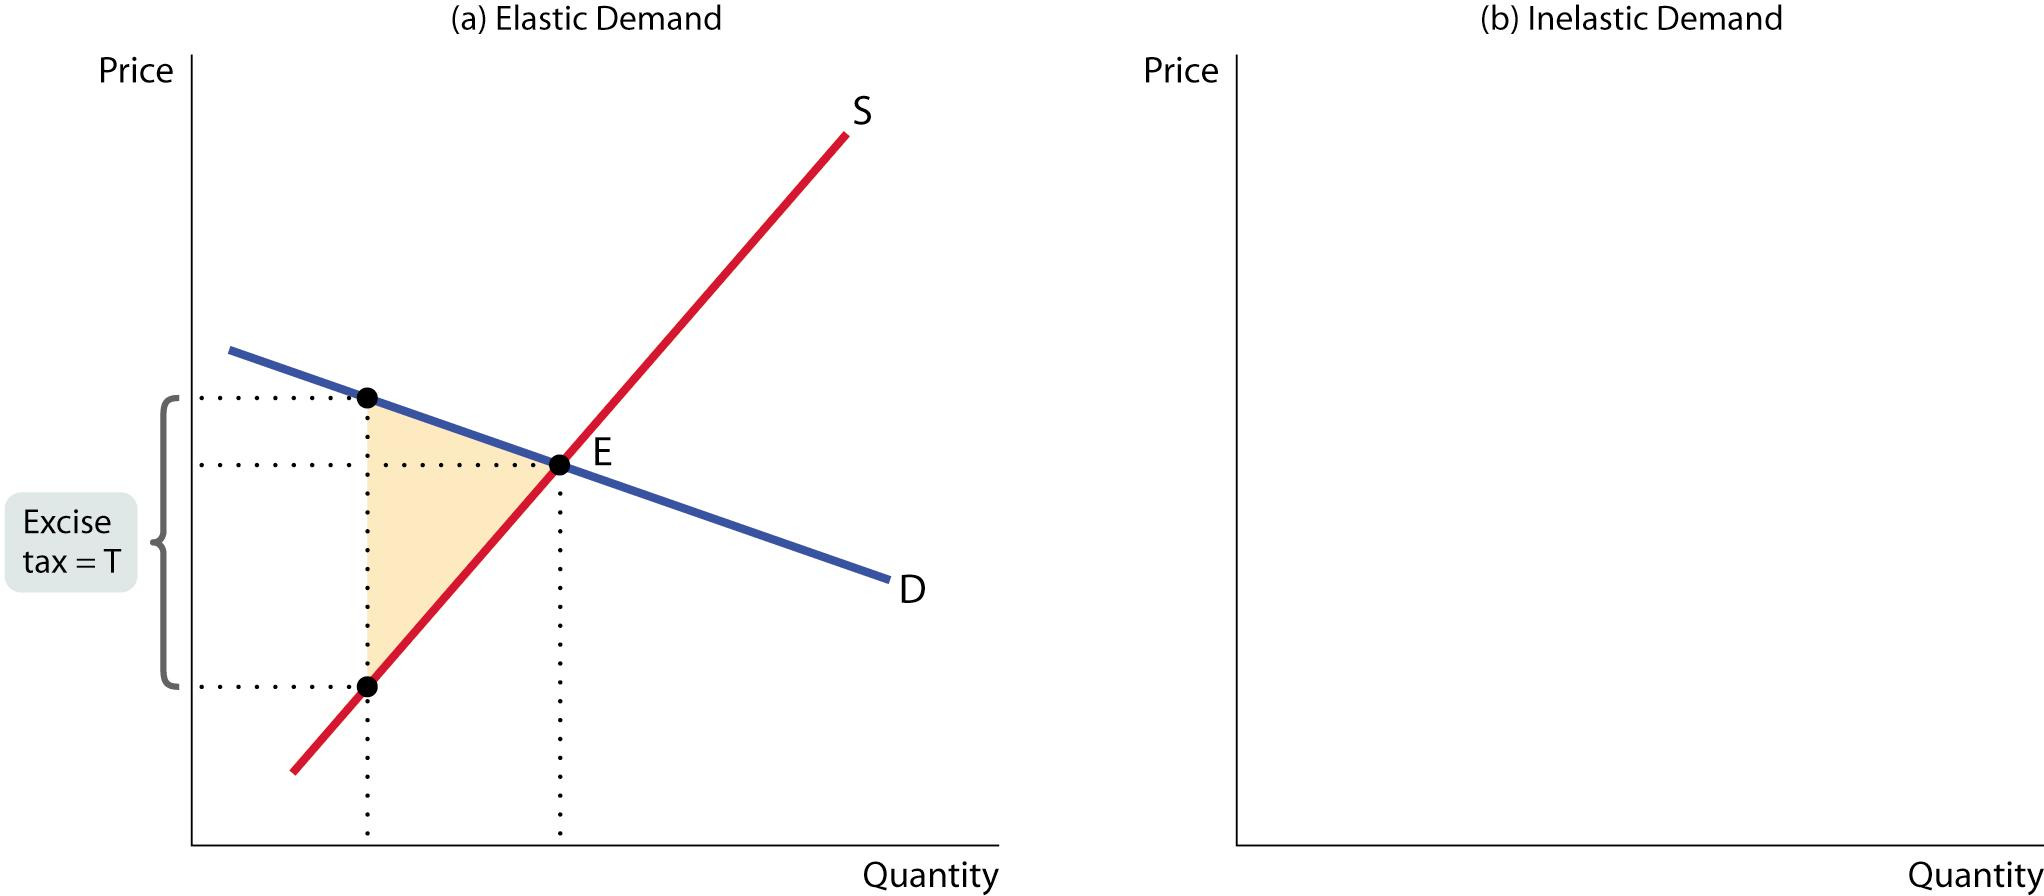 (a) Elastic Demand
Price
S
E
Excise
tax = T
D
Quantity
(b) Inelastic Demand
Price
Quantity